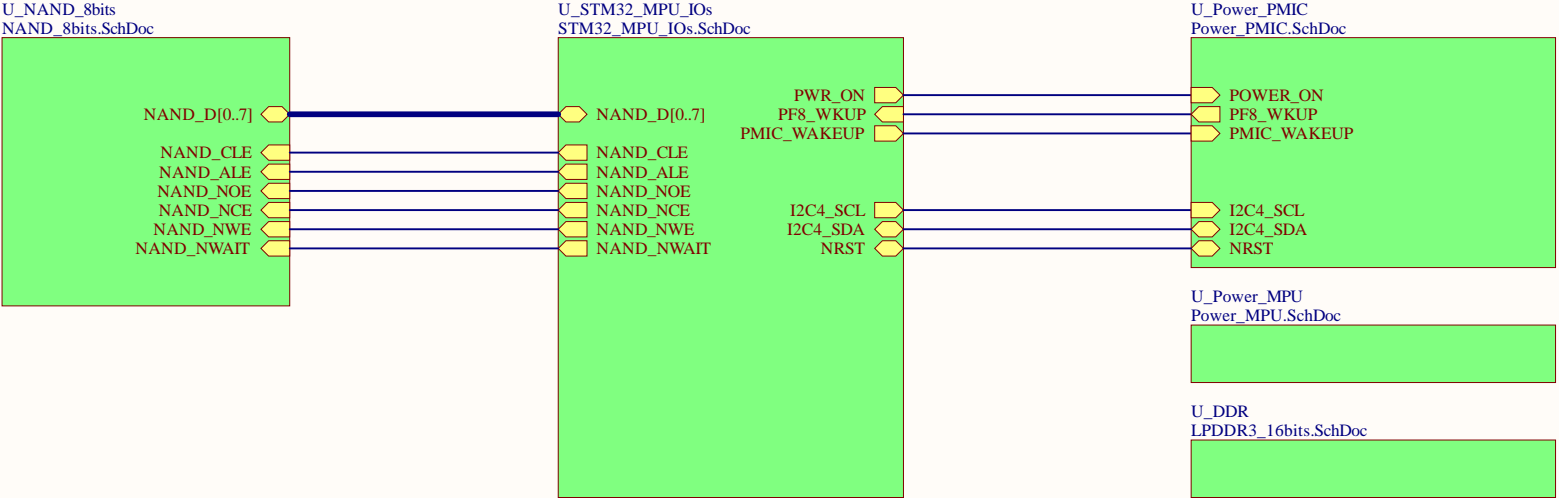 U_NAND_8bits
NAND_8bits.SchDoc
NAND_D[0..7]
NAND_CLE
NAND_ALE
NAND_NOE
NAND_NCE
NAND_NWE
NAND_NWAIT
U_STM32_MPU_IOs
STM32_MPU_IOs.SchDoc
NAND_D[0..7]
NAND_CLE
NAND_ALE
NAND_NOE
NAND_NCE
NAND_NWE
NAND_NWAIT
PWR_ON
PF8_WKUP
PMIC_WAKEUP
I2C4_SCL
I2C4_SDA
NRST
U_Power_PMIC
Power_PMIC.SchDoc
POWER_ON
PF8_WKUP
PMIC_WAKEUP
I2C4_SCL
I2C4_SDA
NRST
U_Power_MPU
Power_MPU.SchDoc
U_DDR
LPDDR3_16bits.SchDoc